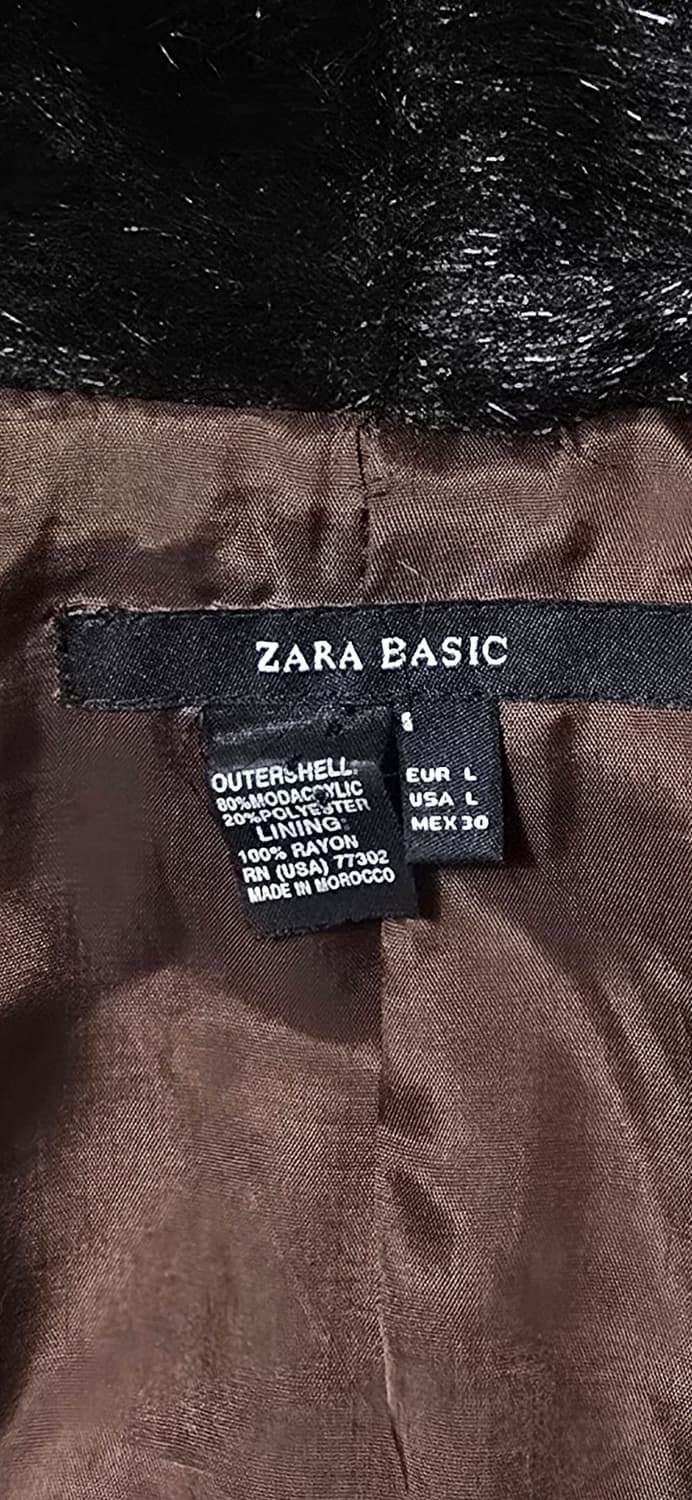 ZARA BASIC
OUTERSHELL:
80%MODACRYLIC
20%POLYESTER
LINING:
100% RAYON
RN (USA) 77302
MADE IN MOROCCO
EUR L
USA L
MEX 30